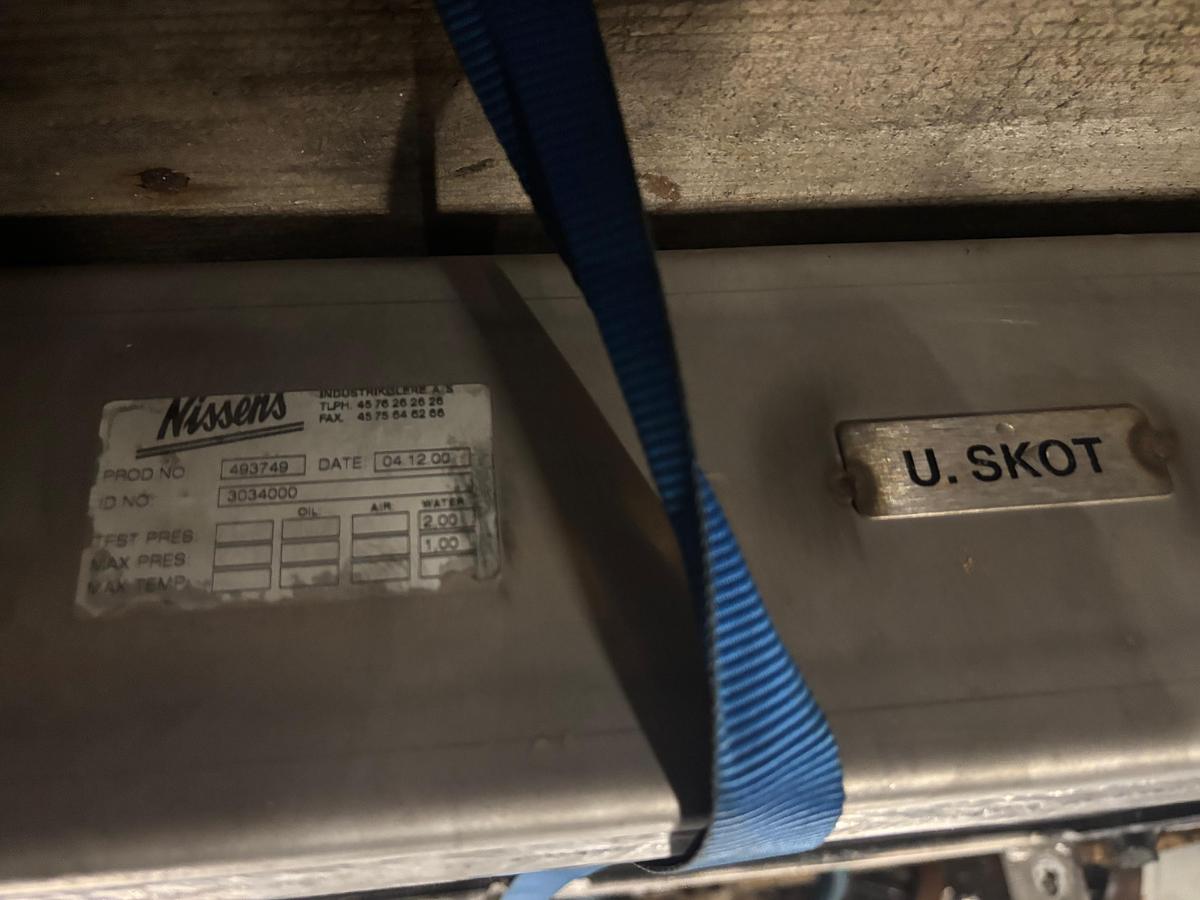 Nissens
INDUSTRIKØLERE A/S
TLPH. 45 76 26 26 26
FAX. 45 75 64 62 66
PROD NO 493749 DATE 04.12.00
ID NO 3034000
OIL AIR WATER
TEST PRES. 2.00
MAX PRES. 1.00
MAX TEMP.
U. SKOT